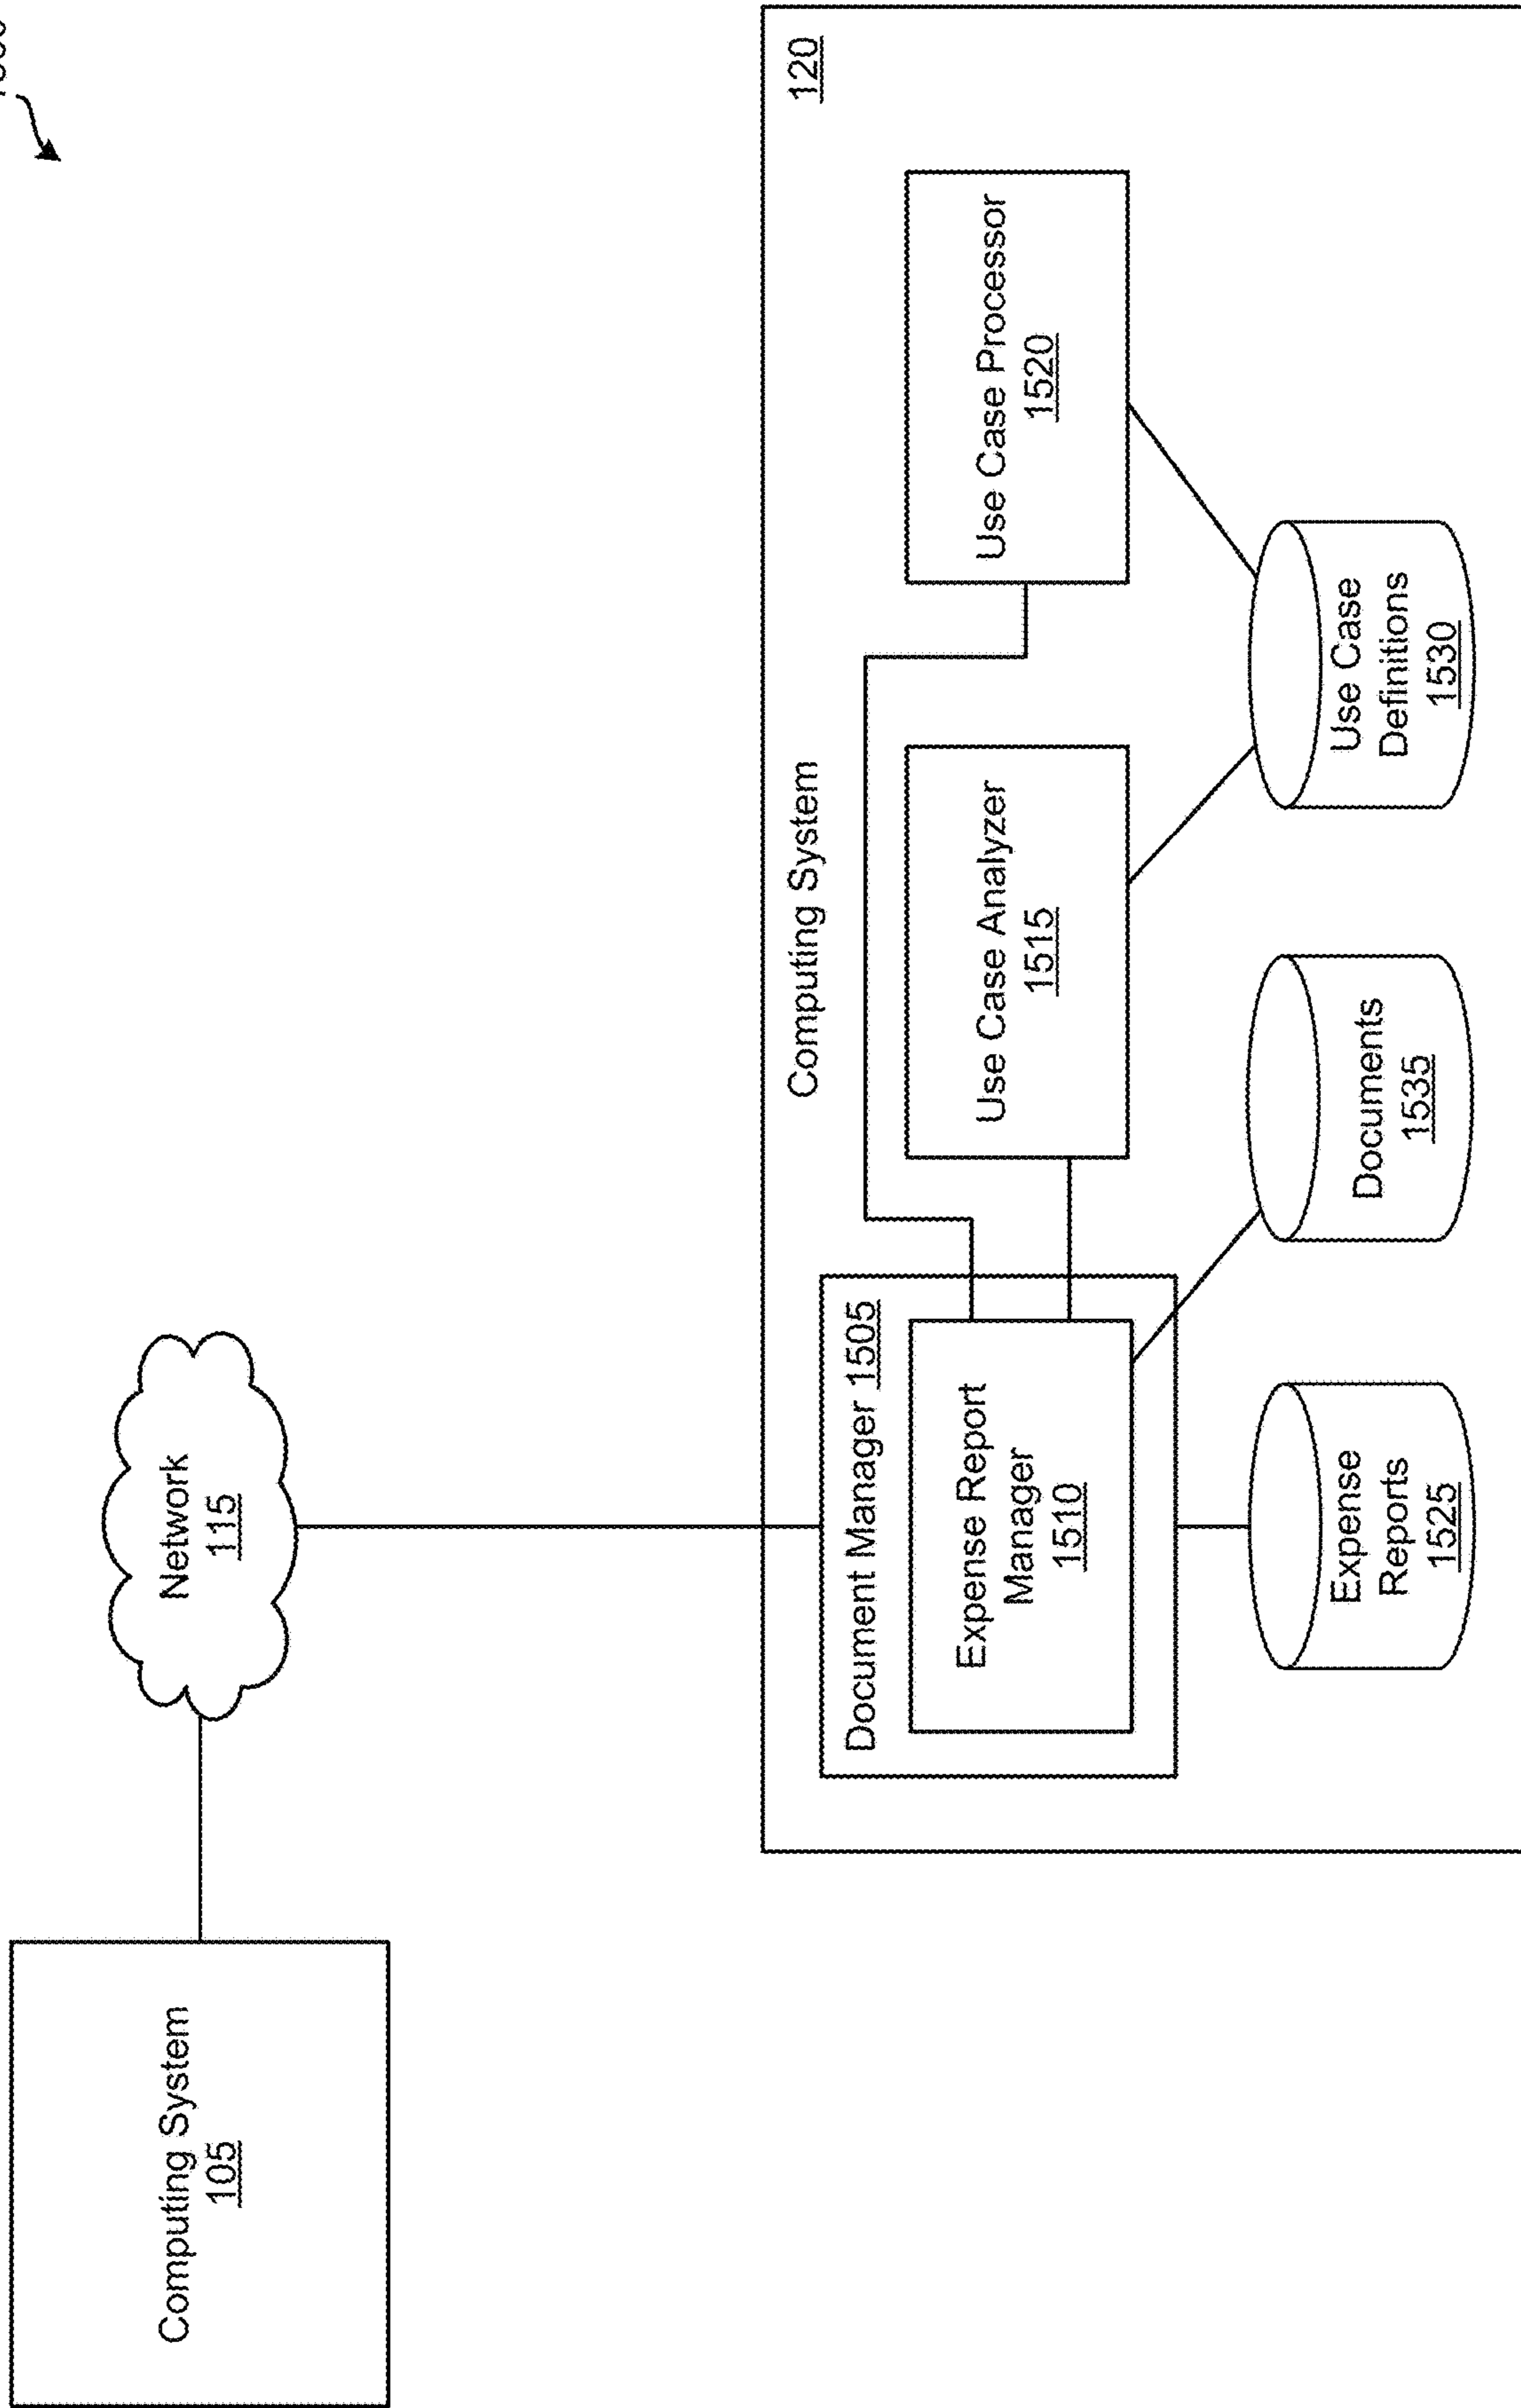 Computing System
105
Network
115
Computing System
120
Document Manager 1505
Expense Report
Manager
1510
Use Case Analyzer
1515
Use Case Processor
1520
Expense
Reports
1525
Documents
1535
Use Case
Definitions
1530